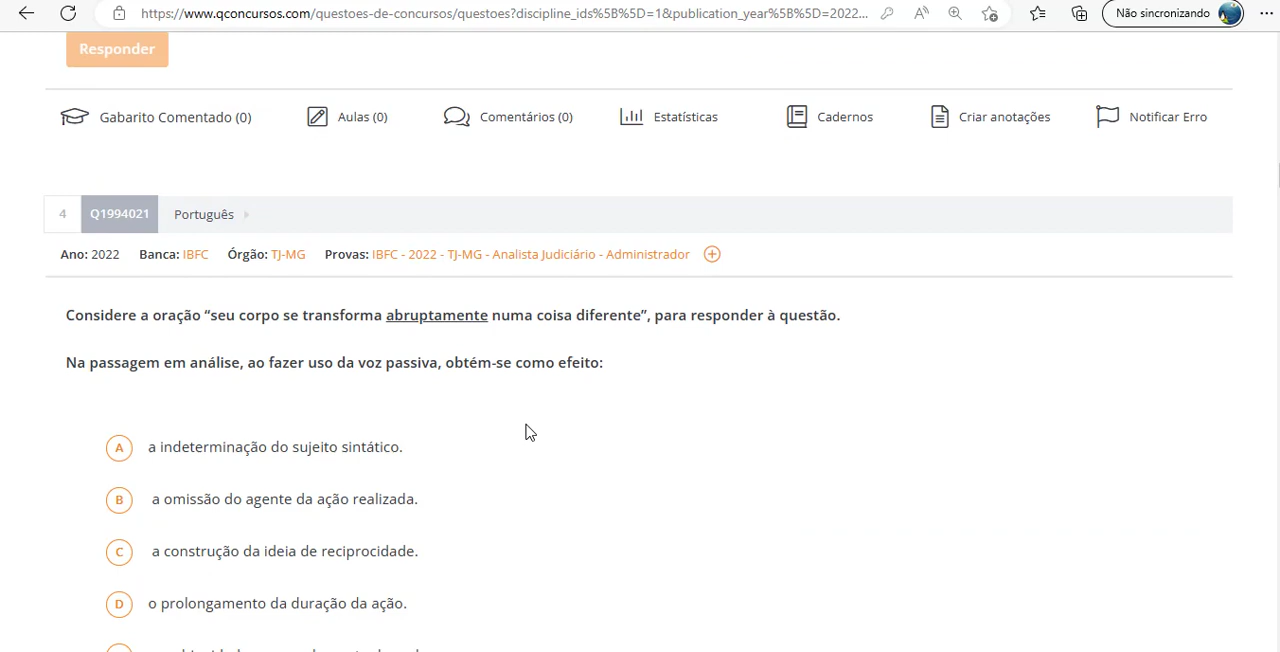 https://www.qconcursos.com/questoes-de-concursos/questoes?discipline_ids%5B%5D=1&publication_year%5B%5D=2022...
Não sincronizando
Responder
Gabarito Comentado (0)
Aulas (0)
Comentários (0)
Estatísticas
Cadernos
Criar anotações
Notificar Erro
4 Q1994021 Português
Ano: 2022 Banca: IBFC Órgão: TJ-MG Provas: IBFC - 2022 - TJ-MG - Analista Judiciário - Administrador
Considere a oração “seu corpo se transforma abruptamente numa coisa diferente”, para responder à questão.
Na passagem em análise, ao fazer uso da voz passiva, obtém-se como efeito:
A a indeterminação do sujeito sintático.
B a omissão do agente da ação realizada.
C a construção da ideia de reciprocidade.
D o prolongamento da duração da ação.